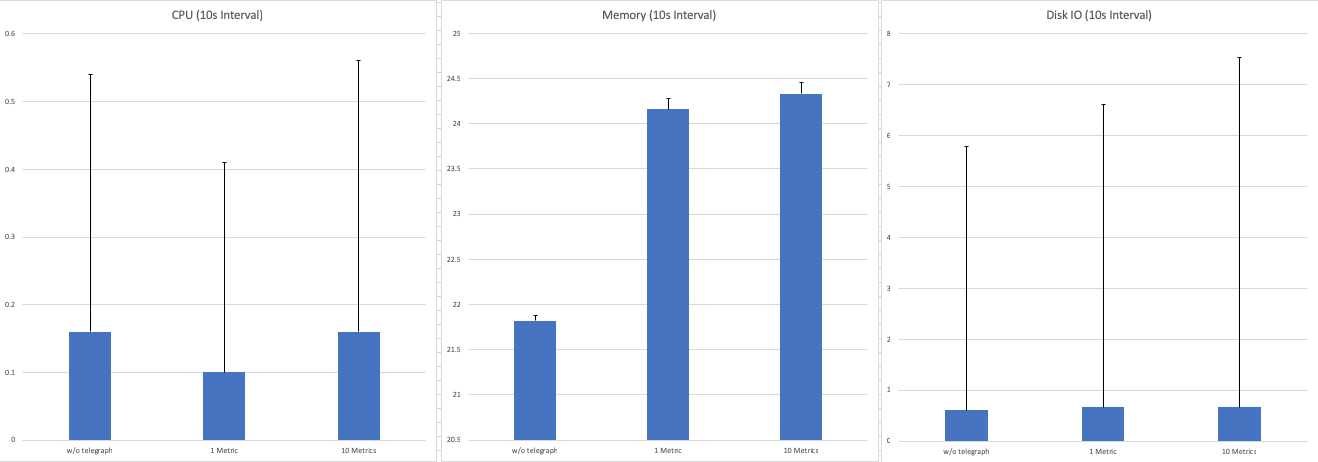 CPU (10s Interval)
0.6
0.5
0.4
0.3
0.2
0.1
0
w/o telegraph
1 Metric
10 Metrics
Memory (10s Interval)
25
24.5
24
23.5
23
22.5
22
21.5
21
20.5
w/o telegraph
1 Metric
10 Metrics
Disk IO (10s Interval)
8
7
6
5
4
3
2
1
0
w/o telegraph
1 Metric
10 Metrics